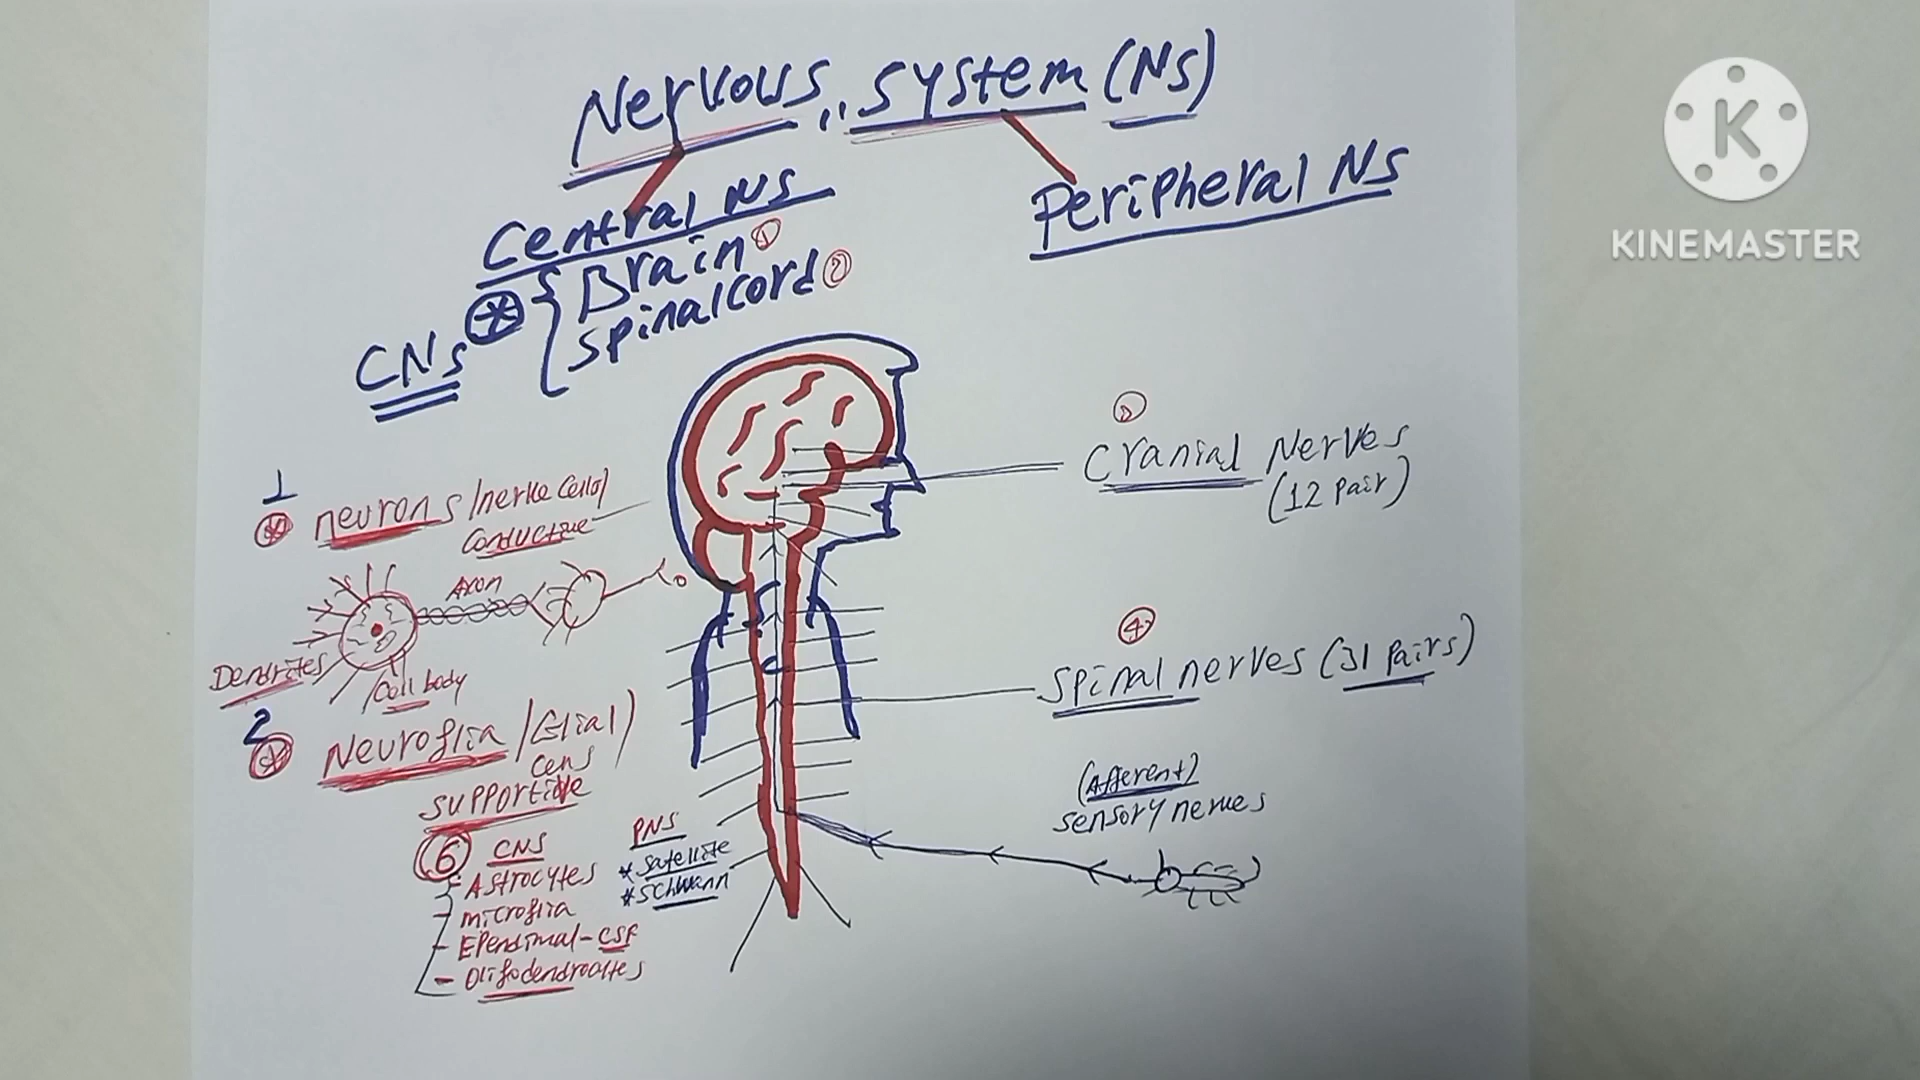 Nervous system (NS)
Central NS
Peripheral NS
Brain 1
spinalcord 2
CNS
KINEMASTER
3
Cranial Nerves
(12 Pair)
1
neurons/nerve Cells)
Conductive
Axon
Dendrites
Cell body
4
Spinal nerves (31 Pairs)
2
Neuroglia/Glial)
Cells
supportive
6
CNS
Astrocytes
microglia
Ependimal-CSF
PNS
*Satellite
*Schwann
(Afferent)
sensory nerves